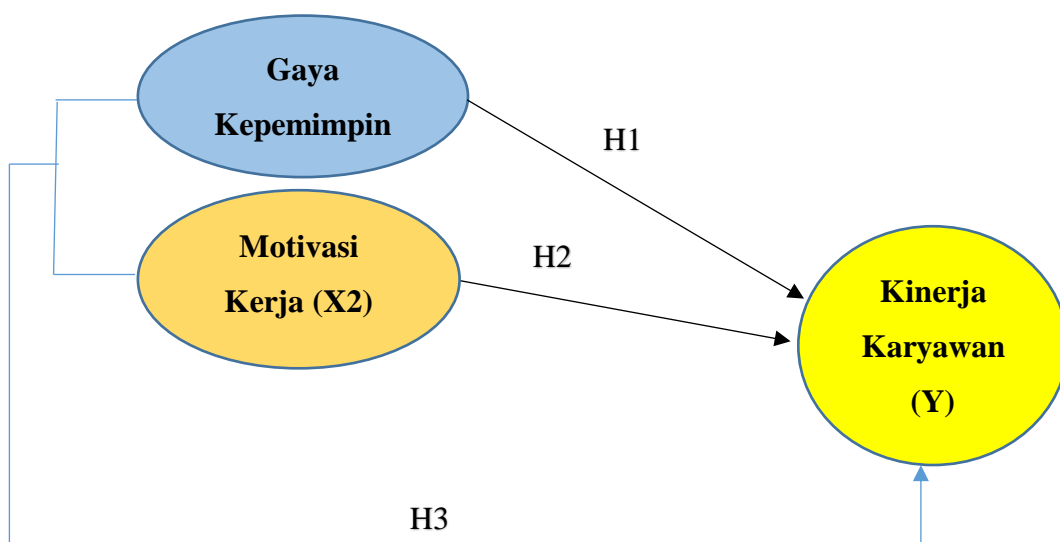 Gaya
Kepemimpin
H1
Motivasi
Kerja (X2)
H2
Kinerja
Karyawan
(Y)
H3